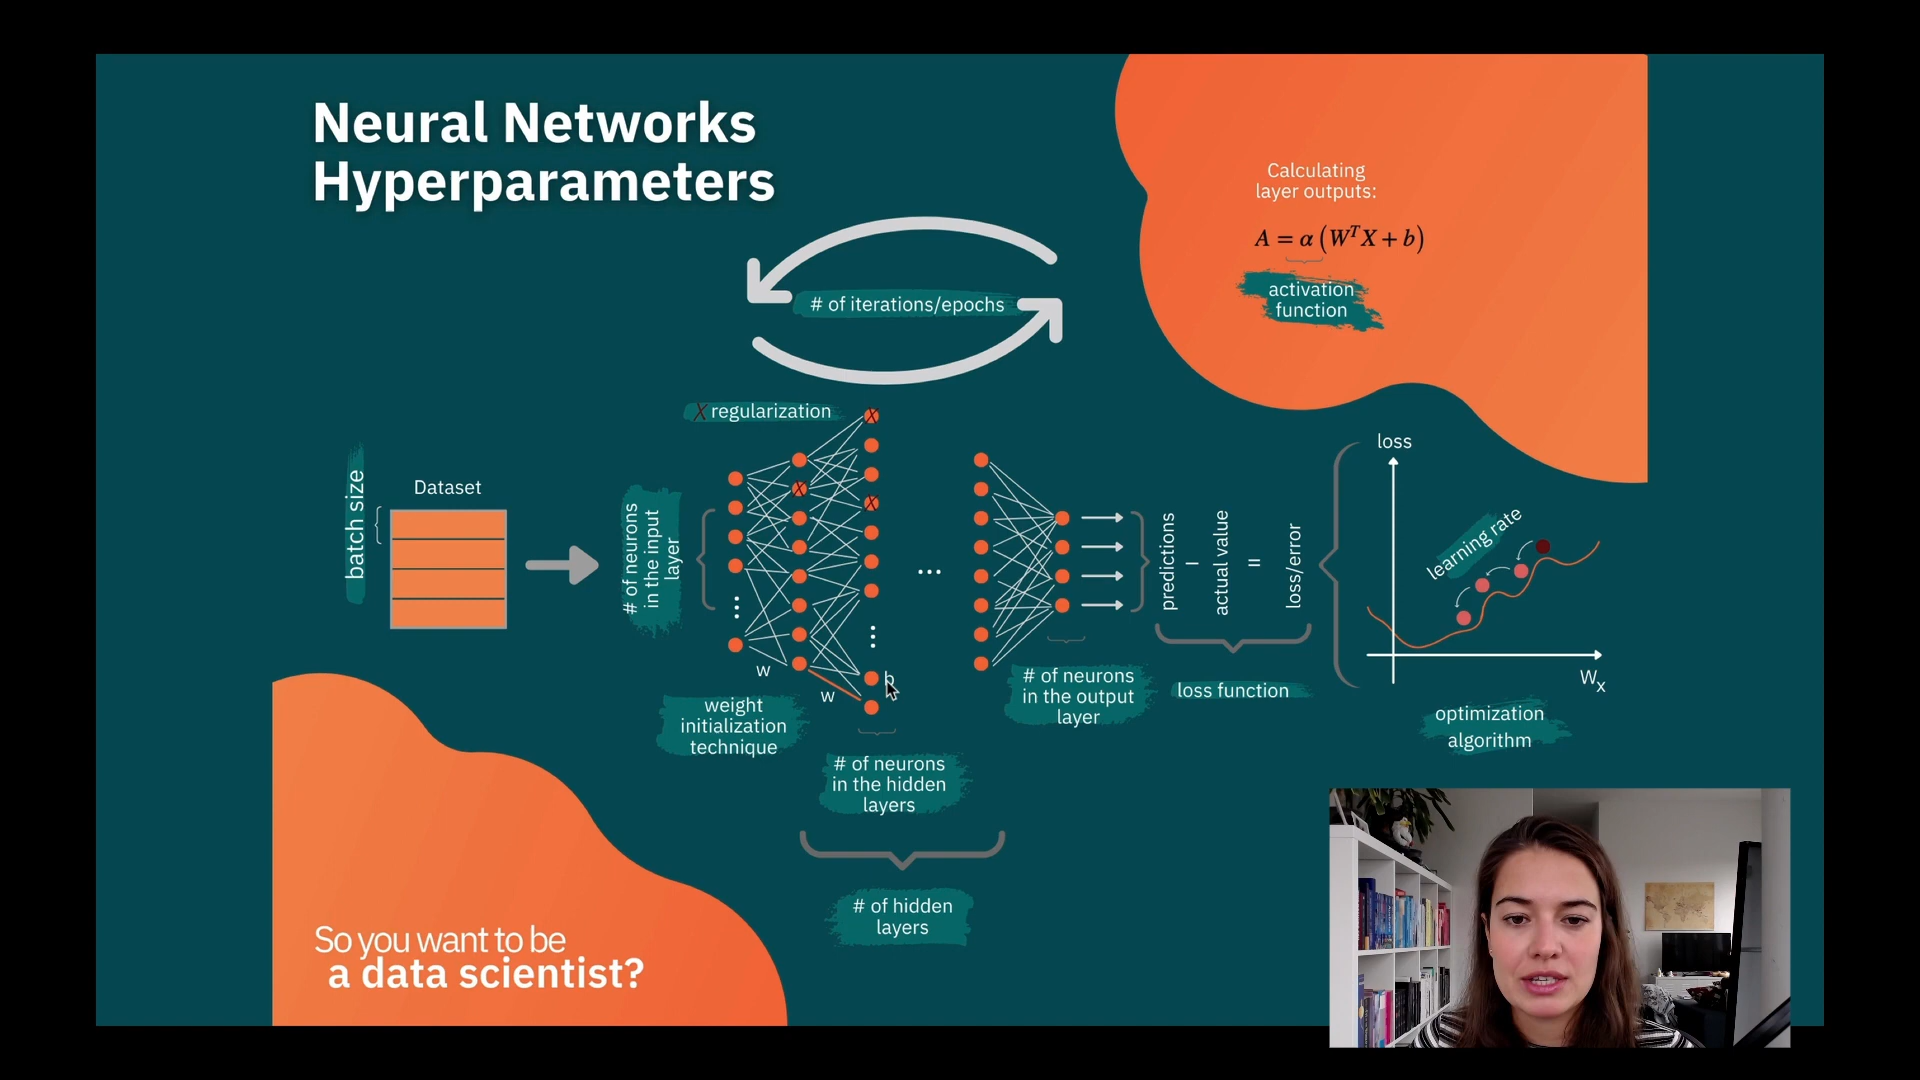 Neural Networks
Hyperparameters
Calculating
layer outputs:
A = α (WᵀX + b)
activation
function
# of iterations/epochs
X regularization
batch size
Dataset
# of neurons
in the input
layer
X
X
X
...
w
w
b
weight
initialization
technique
# of neurons
in the hidden
layers
# of hidden
layers
# of neurons
in the output
layer
predictions
–
actual value
=
loss/error
loss function
loss
learning rate
Wx
optimization
algorithm
So you want to be
a data scientist?